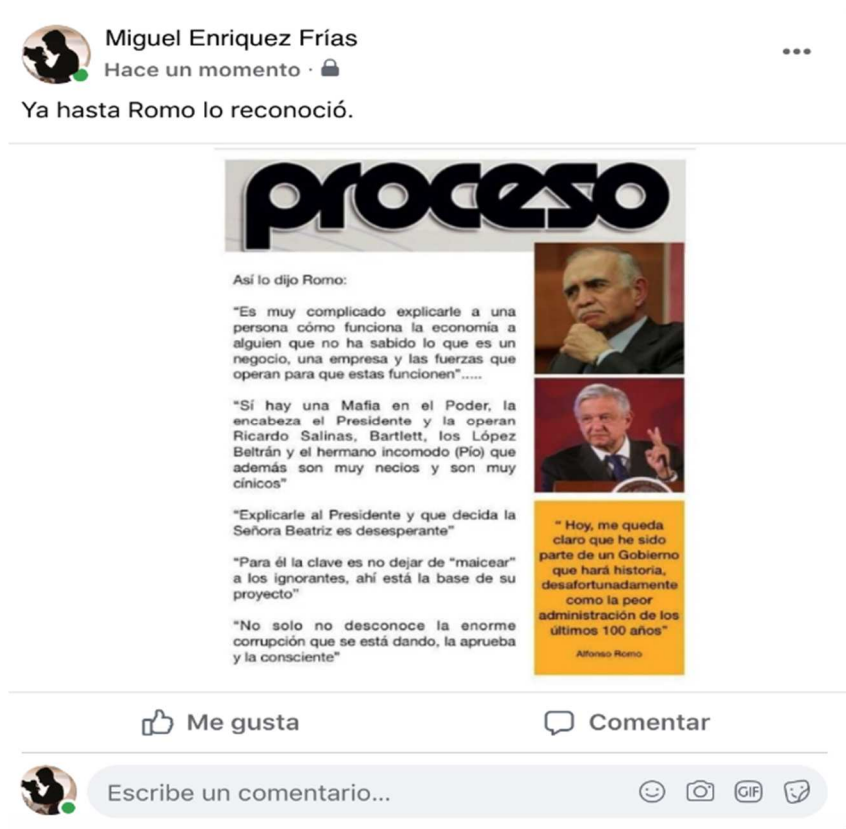 Miguel Enriquez Frías
Hace un momento ·
Ya hasta Romo lo reconoció.
proceso
Así lo dijo Romo:
"Es muy complicado explicarle a una
persona cómo funciona la economía a
alguien que no ha sabido lo que es un
negocio, una empresa y las fuerzas que
operan para que estas funcionen".....
"Sí hay una Mafia en el Poder, la
encabeza el Presidente y la operan
Ricardo Salinas, Bartlett, los López
Beltrán y el hermano incomodo (Pío) que
además son muy necios y son muy
cínicos"
"Explicarle al Presidente y que decida la
Señora Beatriz es desesperante"
"Para él la clave es no dejar de "maicear"
a los ignorantes, ahí está la base de su
proyecto"
"No solo no desconoce la enorme
corrupción que se está dando, la aprueba
y la consciente"
" Hoy, me queda
claro que he sido
parte de un Gobierno
que hará historia,
desafortunadamente
como la peor
administración de los
últimos 100 años"
Alfonso Romo
Me gusta
Comentar
Escribe un comentario...
GIF